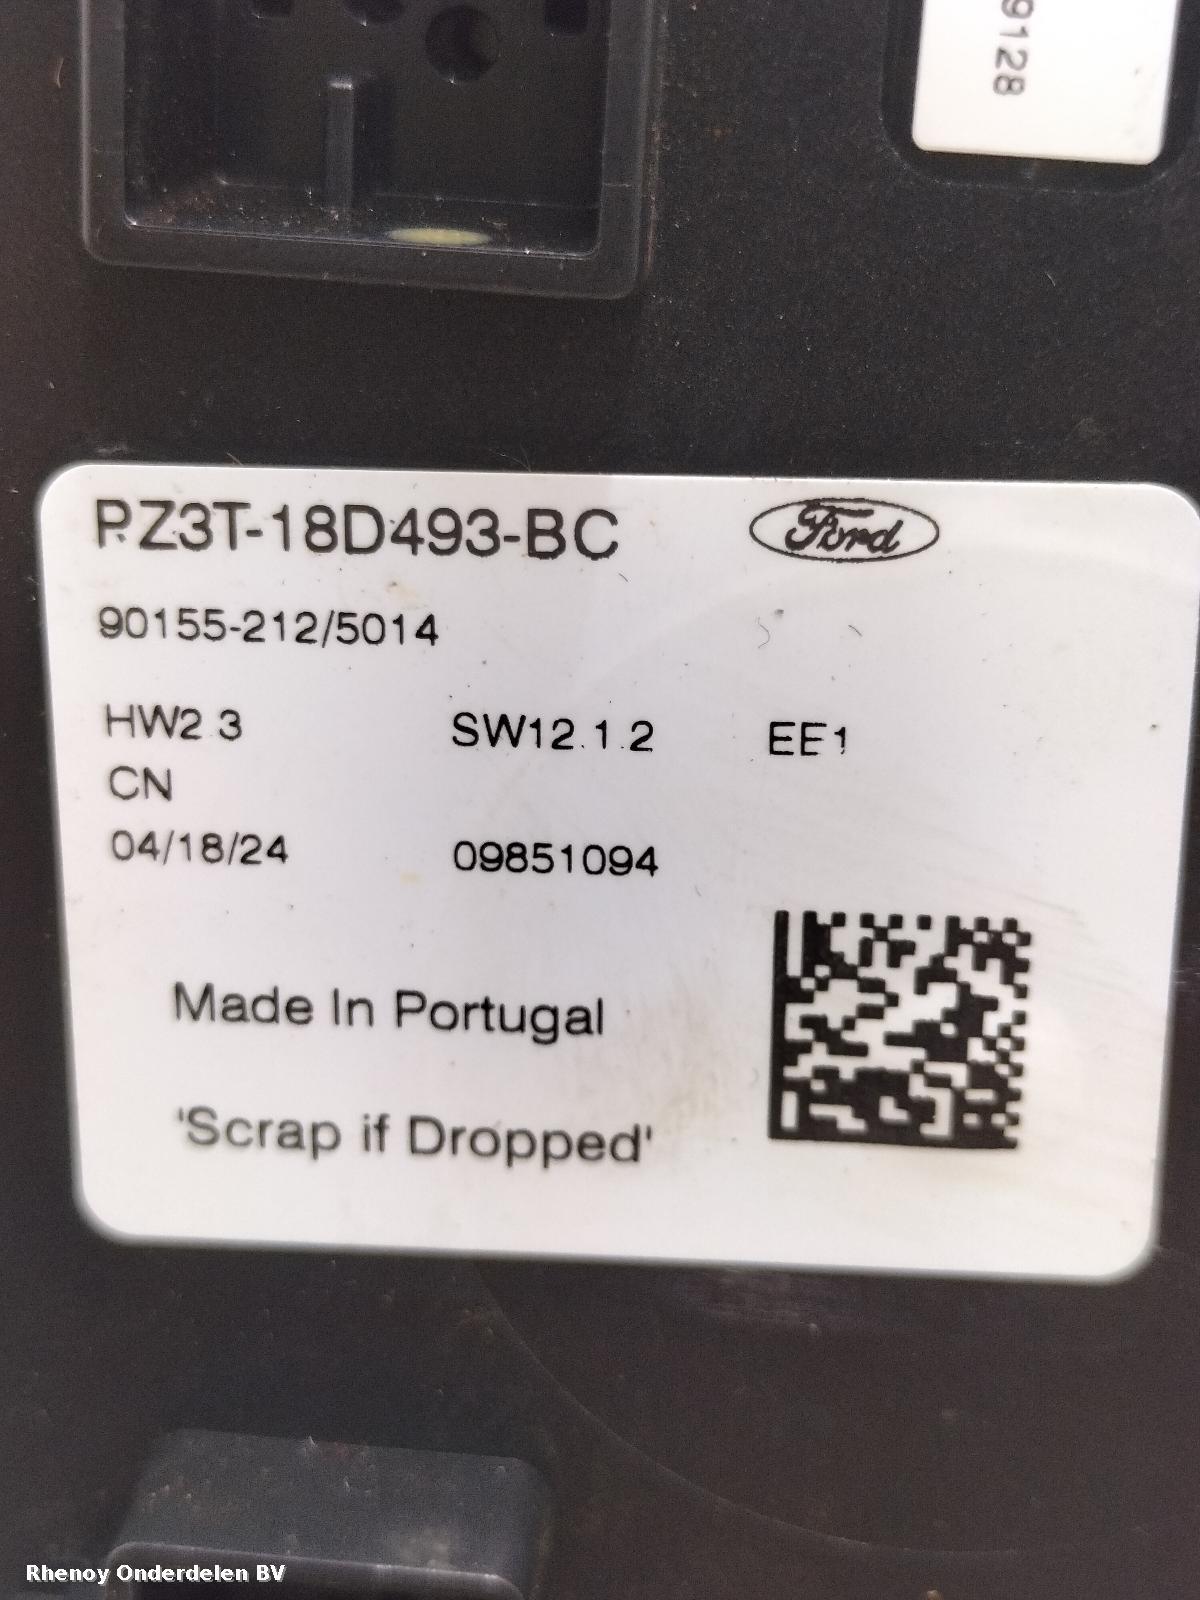 9128
PZ3T-18D493-BC
Ford
90155-212/5014
HW2.3 SW12.1.2 EE1
CN
04/18/24 09851094
Made In Portugal
'Scrap if Dropped'
Rhenoy Onderdelen BV